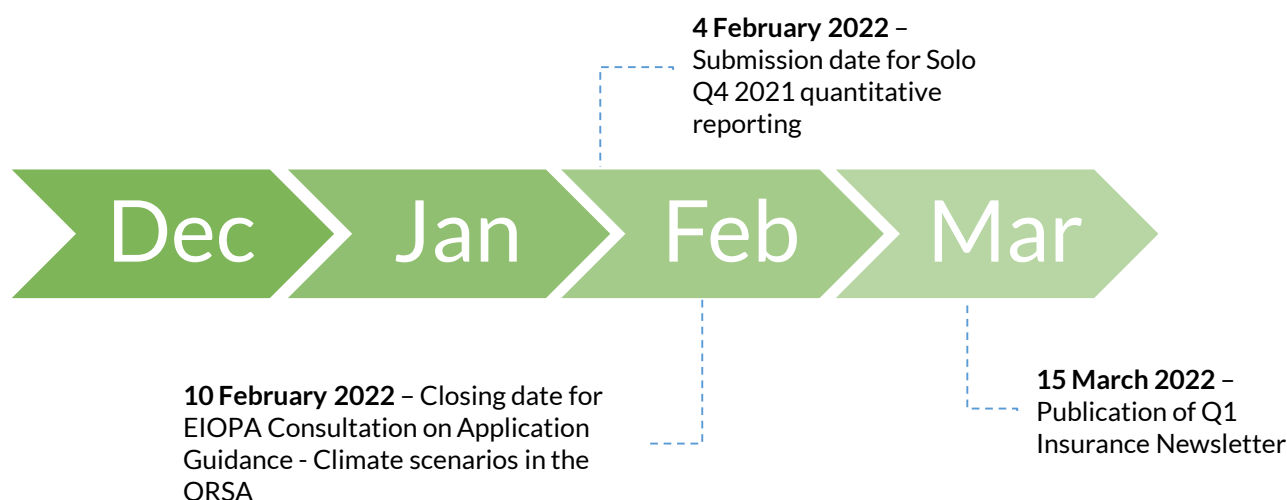 4 February 2022 –
Submission date for Solo
Q4 2021 quantitative
reporting
Dec
Jan
Feb
Mar
10 February 2022 – Closing date for
EIOPA Consultation on Application
Guidance - Climate scenarios in the
ORSA
15 March 2022 –
Publication of Q1
Insurance Newsletter